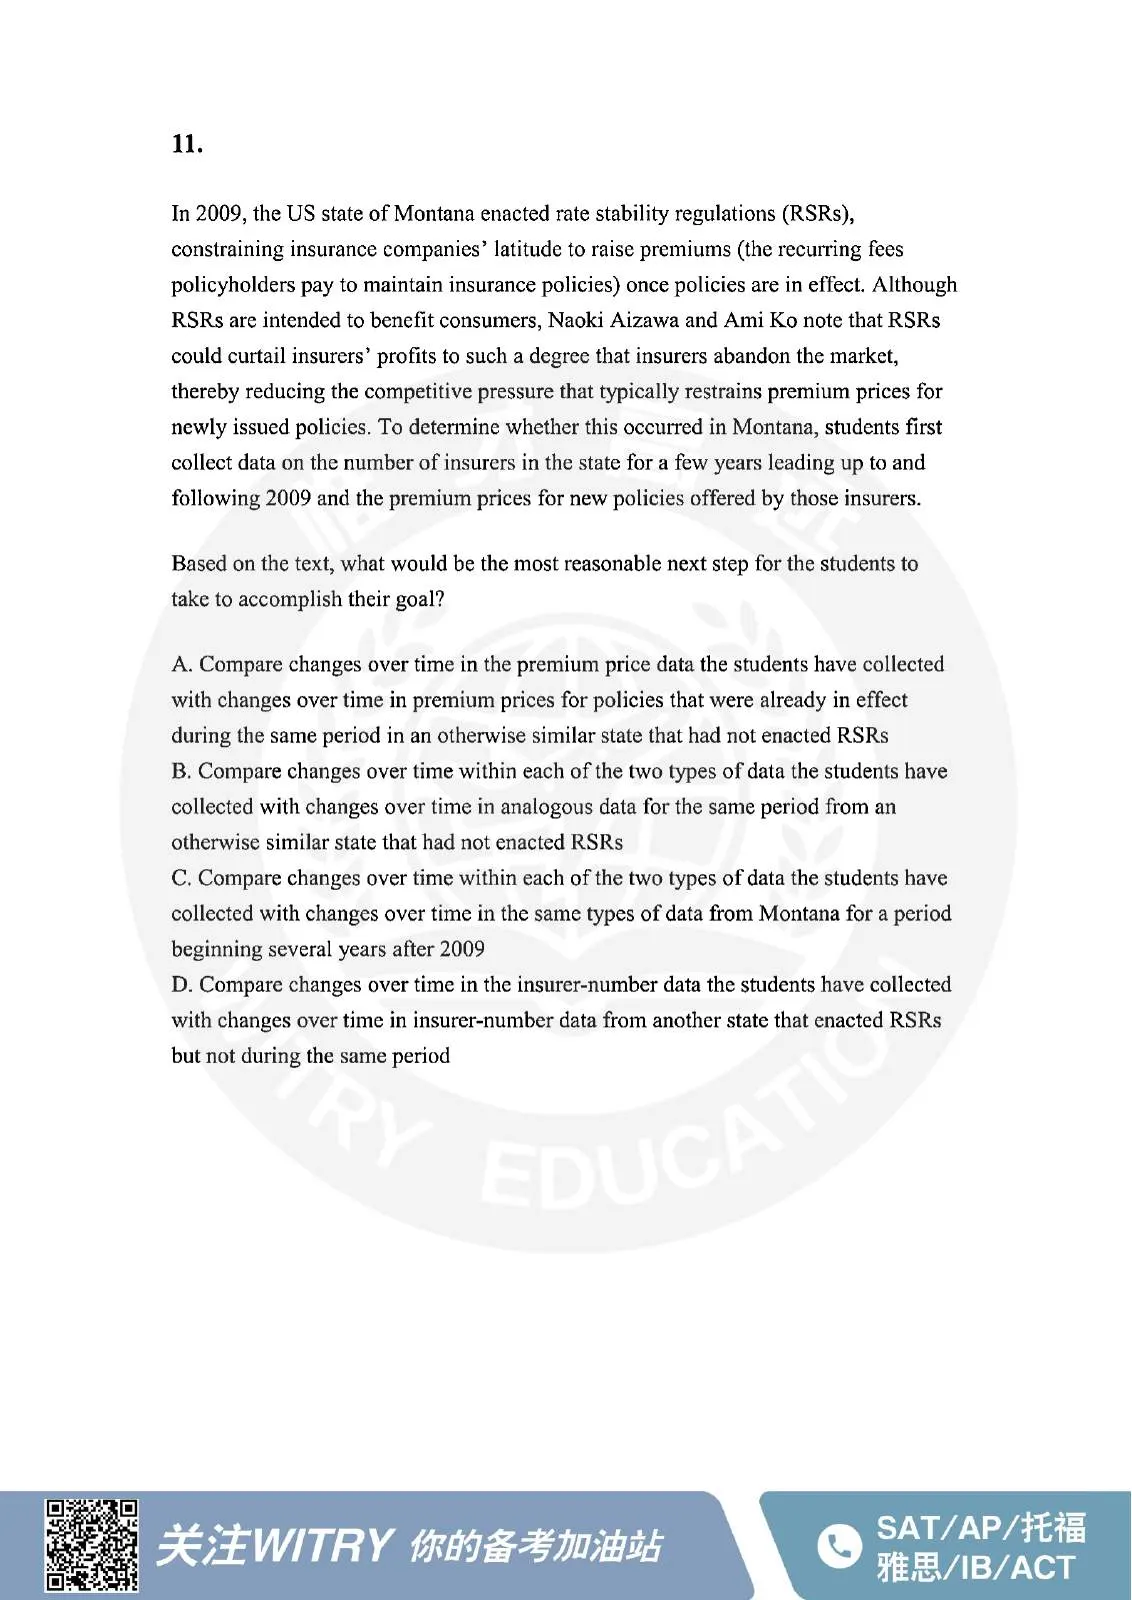 11.
In 2009, the US state of Montana enacted rate stability regulations (RSRs),
constraining insurance companies’ latitude to raise premiums (the recurring fees
policyholders pay to maintain insurance policies) once policies are in effect. Although
RSRs are intended to benefit consumers, Naoki Aizawa and Ami Ko note that RSRs
could curtail insurers’ profits to such a degree that insurers abandon the market,
thereby reducing the competitive pressure that typically restrains premium prices for
newly issued policies. To determine whether this occurred in Montana, students first
collect data on the number of insurers in the state for a few years leading up to and
following 2009 and the premium prices for new policies offered by those insurers.
Based on the text, what would be the most reasonable next step for the students to
take to accomplish their goal?
A. Compare changes over time in the premium price data the students have collected
with changes over time in premium prices for policies that were already in effect
during the same period in an otherwise similar state that had not enacted RSRs
B. Compare changes over time within each of the two types of data the students have
collected with changes over time in analogous data for the same period from an
otherwise similar state that had not enacted RSRs
C. Compare changes over time within each of the two types of data the students have
collected with changes over time in the same types of data from Montana for a period
beginning several years after 2009
D. Compare changes over time in the insurer-number data the students have collected
with changes over time in insurer-number data from another state that enacted RSRs
but not during the same period
WITRY EDUCATION
关注WITRY 你的备考加油站
SAT/AP/托福
雅思/IB/ACT